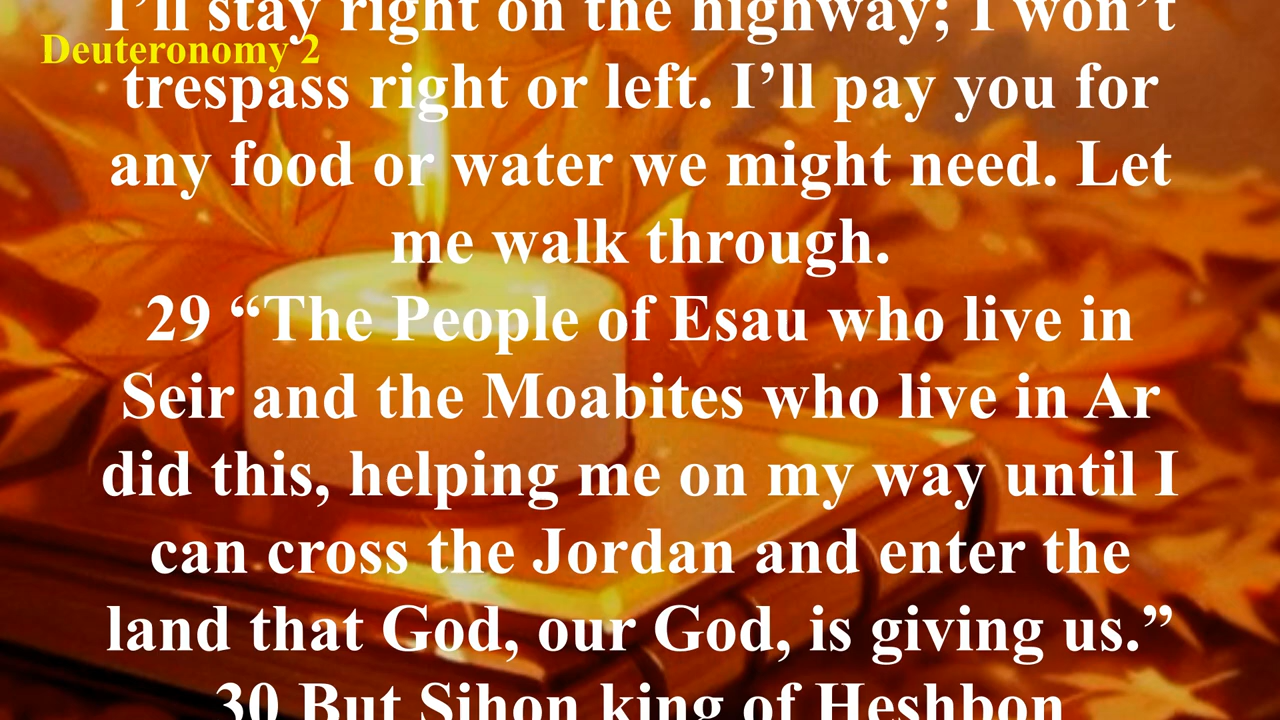 I’ll stay right on the highway; I won’t
Deuteronomy 2
trespass right or left. I’ll pay you for
any food or water we might need. Let
me walk through.
29 “The People of Esau who live in
Seir and the Moabites who live in Ar
did this, helping me on my way until I
can cross the Jordan and enter the
land that God, our God, is giving us.”
30 But Sihon king of Heshbon